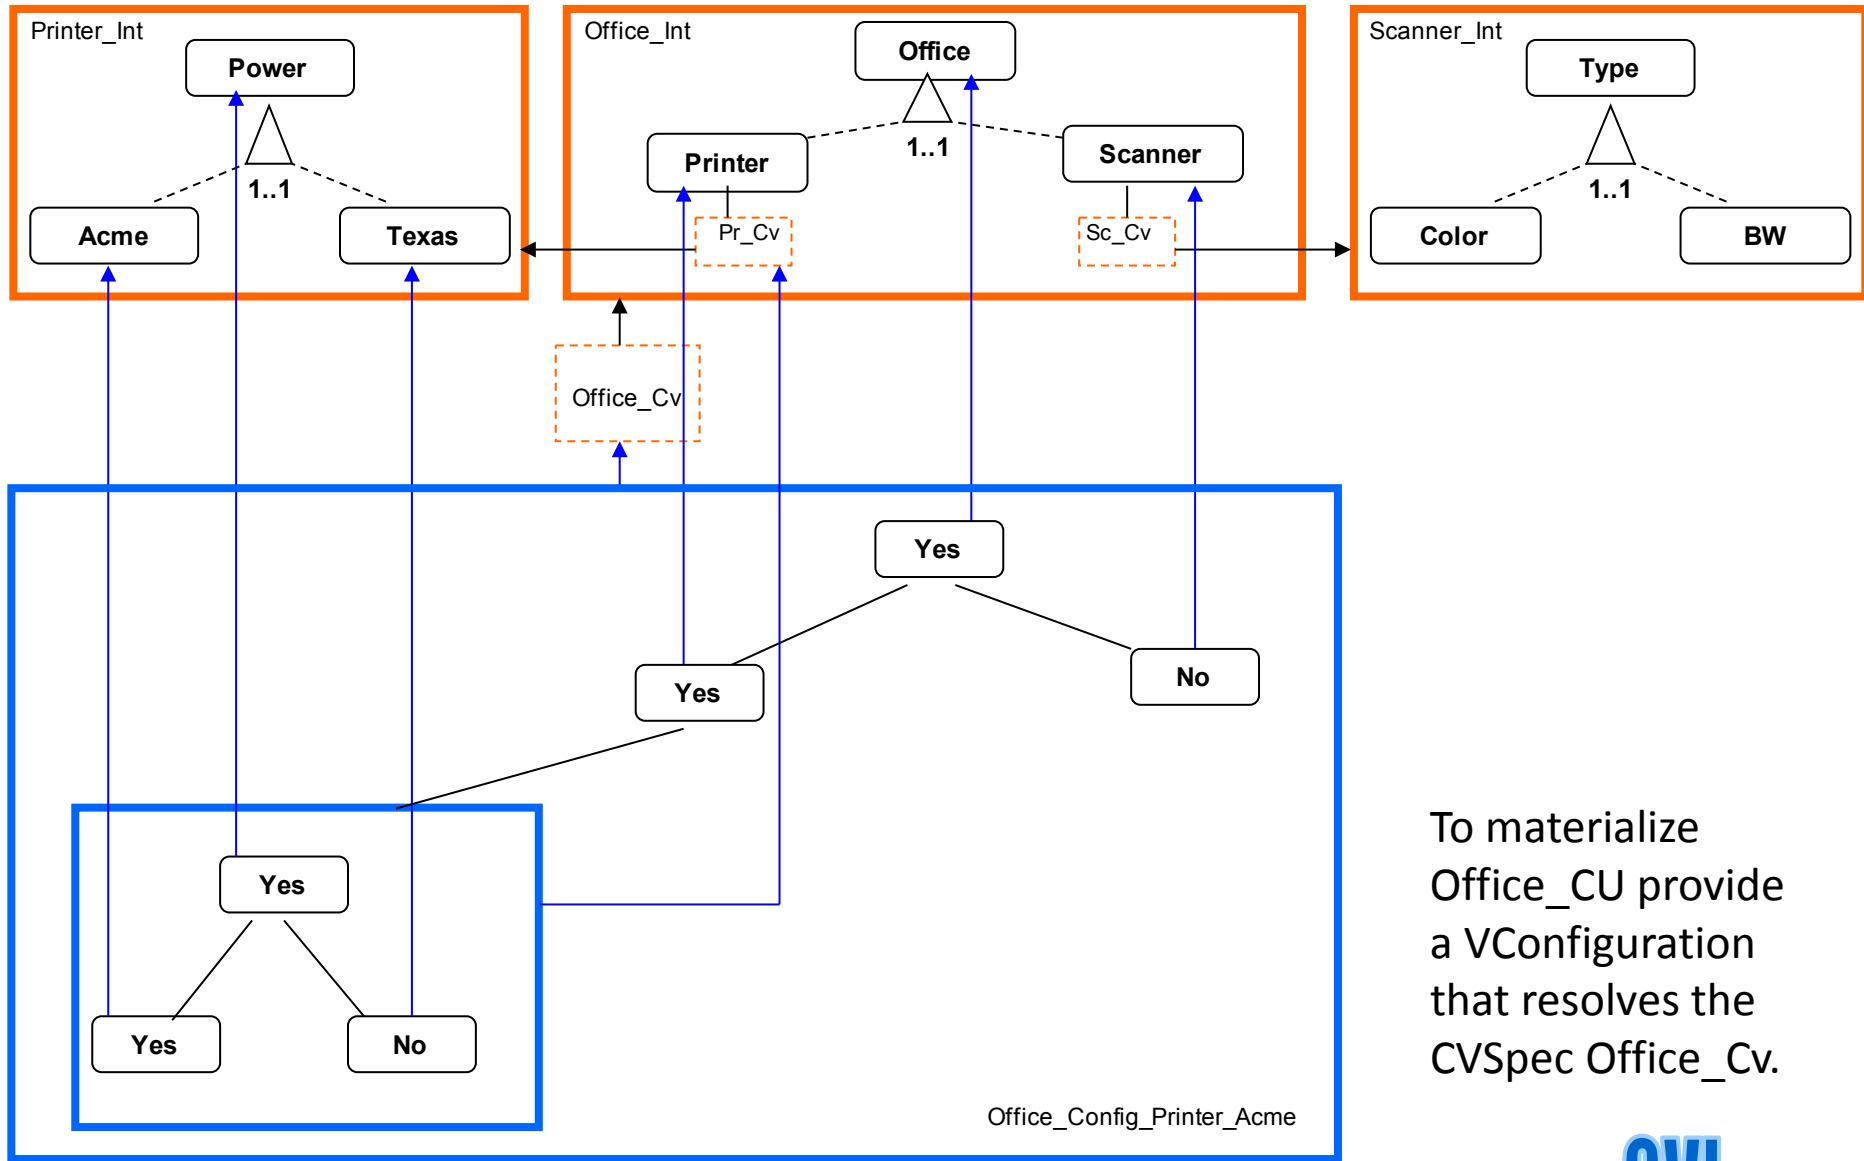 Printer_Int
Power
1..1
Acme
Texas
Office_Int
Office
1..1
Printer
Scanner
Pr_Cv
Sc_Cv
Scanner_Int
Type
1..1
Color
BW
Office_Cv
Yes
Yes
No
Yes
Yes
No
Office_Config_Printer_Acme
To materialize
Office_CU provide
a VConfiguration
that resolves the
CVSpec Office_Cv.